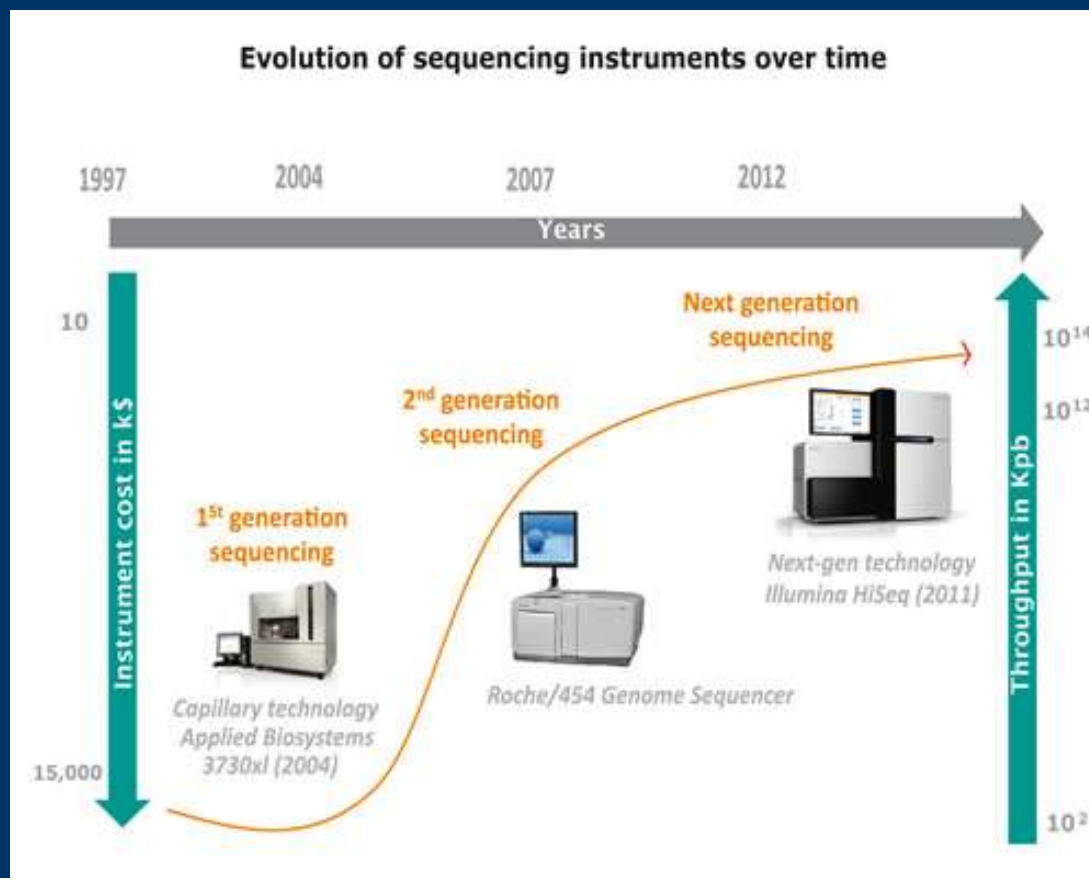 Evolution of sequencing instruments over time
1997 2004 2007 2012
Years
10
Instrument cost in k$
15,000
1st generation
sequencing
Capillary technology
Applied Biosystems
3730xl (2004)
2nd generation
sequencing
Roche/454 Genome Sequencer
Next generation
sequencing
Next-gen technology
Illumina HiSeq (2011)
Throughput in Kpb
10^14
10^12
10^2